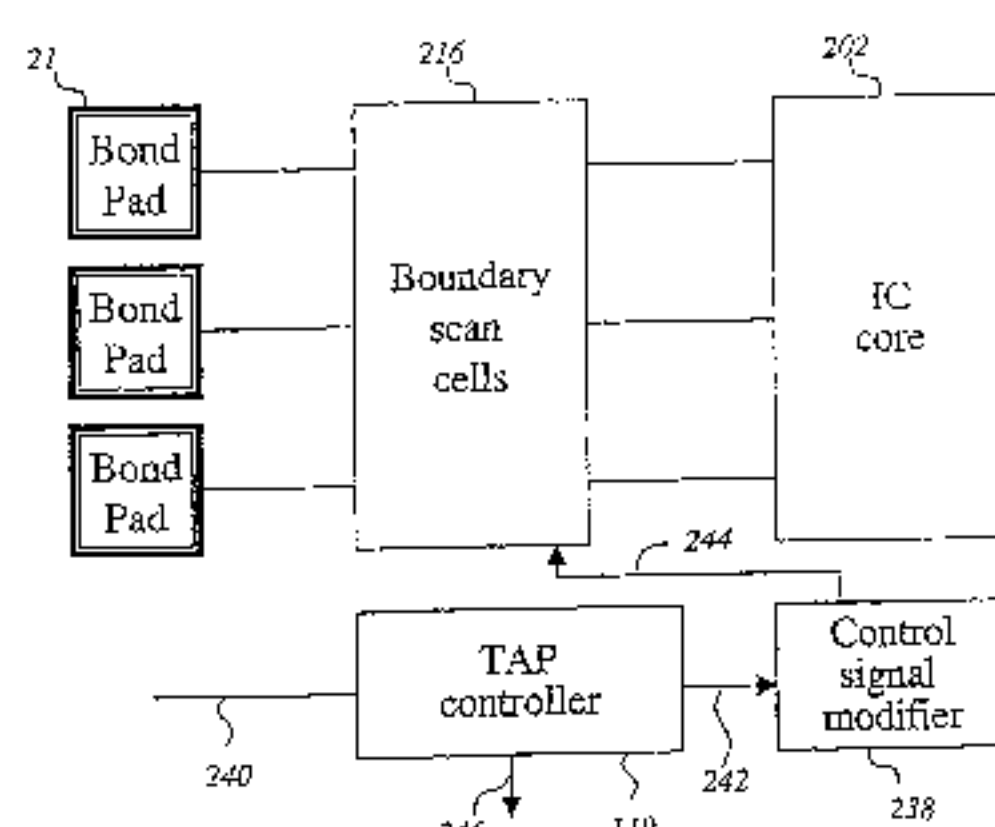 21
216
202
Bond
Pad
Bond
Pad
Bond
Pad
Boundary
scan
cells
IC
core
244
TAP
controller
Control
signal
modifier
240
242
238